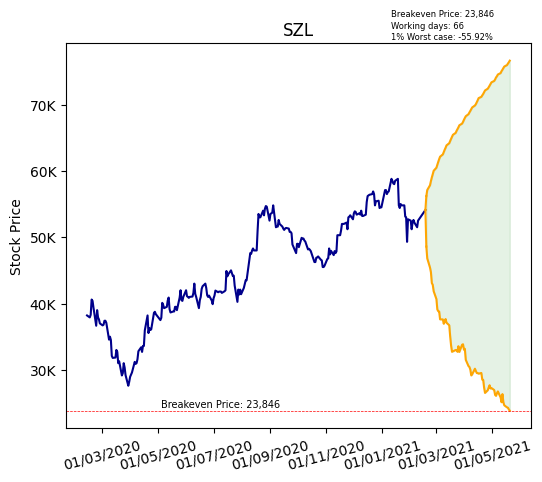 Breakeven Price: 23,846
Working days: 66
1% Worst case: -55.92%
SZL
Stock Price
70K
60K
50K
40K
30K
Breakeven Price: 23,846
01/03/2020
01/05/2020
01/07/2020
01/09/2020
01/11/2020
01/01/2021
01/03/2021
01/05/2021